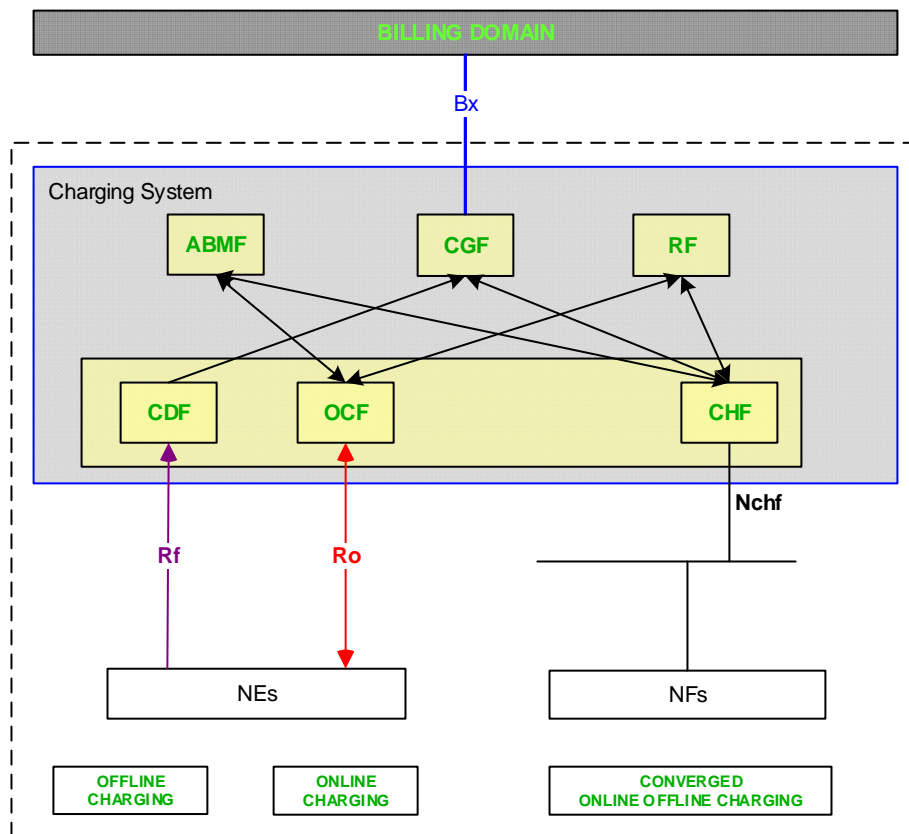 BILLING DOMAIN
Bx
Charging System
ABMF
CGF
RF
CDF
OCF
CHF
Nchf
Rf
Ro
NEs
NFs
OFFLINE
CHARGING
ONLINE
CHARGING
CONVERGED
ONLINE OFFLINE CHARGING